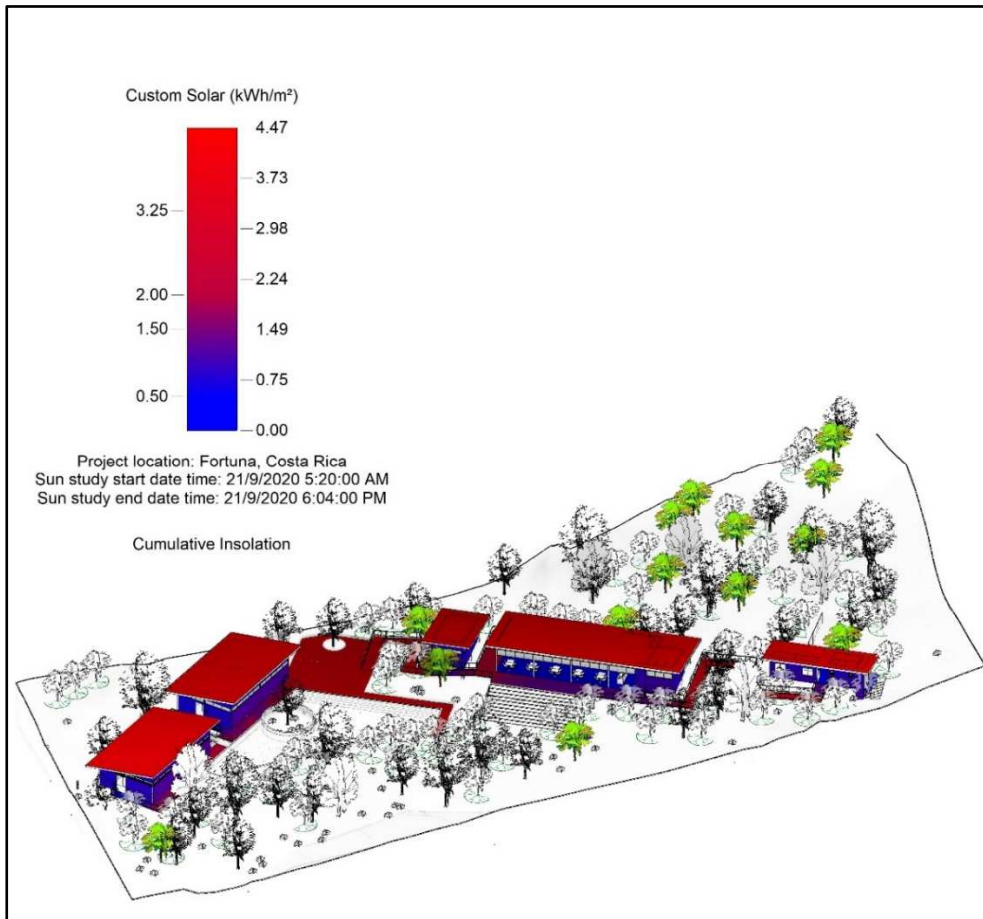 Custom Solar (kWh/m²)
4.47
3.73
3.25
2.98
2.24
2.00
1.50
1.49
0.75
0.50
0.00
Project location: Fortuna, Costa Rica
Sun study start date time: 21/9/2020 5:20:00 AM
Sun study end date time: 21/9/2020 6:04:00 PM
Cumulative Insolation